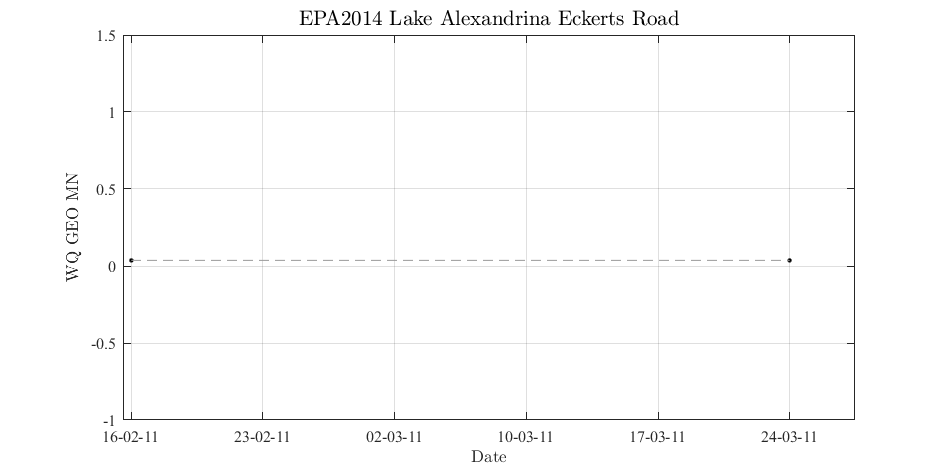 EPA2014 Lake Alexandrina Eckerts Road
1.5
1
0.5
0
-0.5
-1
WQ GEO MN
16-02-11 23-02-11 02-03-11 10-03-11 17-03-11 24-03-11
Date